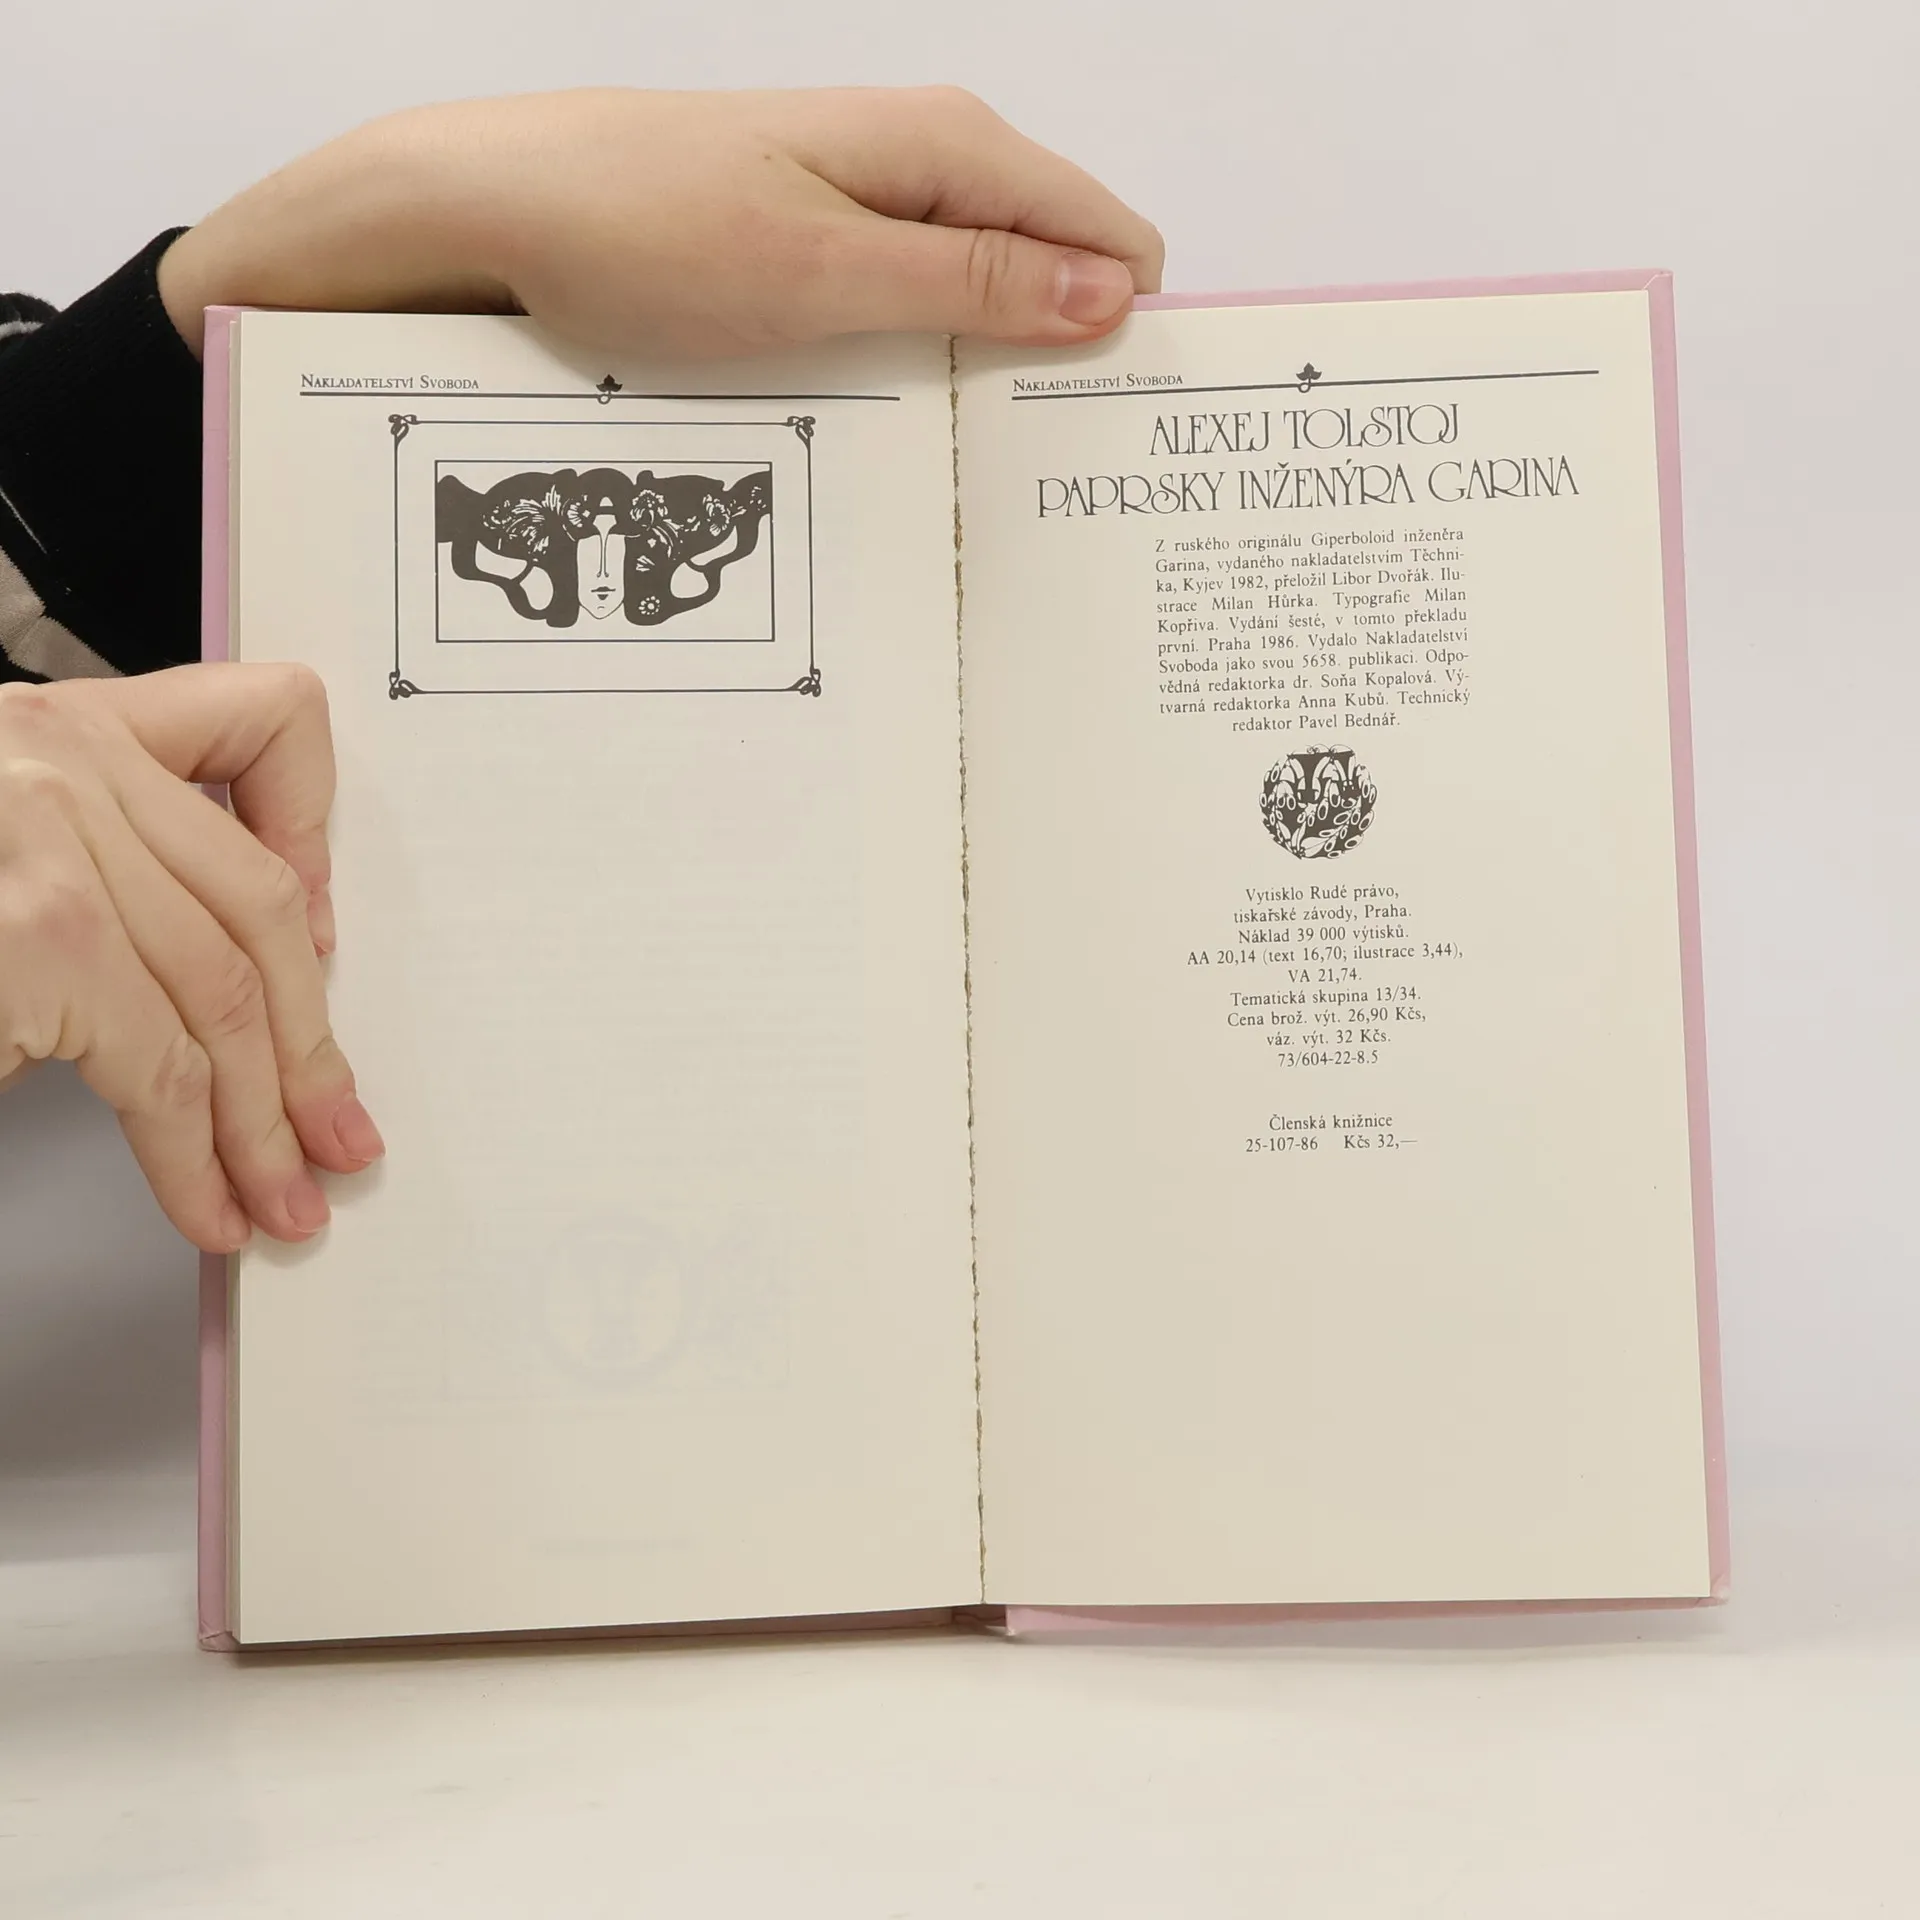 Nakladatelství Svoboda
Nakladatelství Svoboda
ALEXEJ TOLSTOJ
PAPRSKY INŽENÝRA GARINA
Z ruského originálu Giperboloid inženěra
Garina, vydaného nakladatelstvím Těchni-
ka, Kyjev 1982, přeložil Libor Dvořák. Ilu-
strace Milan Hůrka. Typografie Milan
Kopřiva. Vydání šesté, v tomto překladu
první. Praha 1986. Vydalo Nakladatelství
Svoboda jako svou 5658. publikaci. Odpo-
vědná redaktorka dr. Soňa Kopalová. Vý-
tvarná redaktorka Anna Kubů. Technický
redaktor Pavel Bednář.
Vytisklo Rudé právo,
tiskařské závody, Praha.
Náklad 39 000 výtisků.
AA 20,14 (text 16,70; ilustrace 3,44),
VA 21,74.
Tematická skupina 13/34.
Cena brož. výt. 26,90 Kčs,
váz. výt. 32 Kčs.
73/604-22-8.5
Členská knižnice
25-107-86 Kčs 32,—